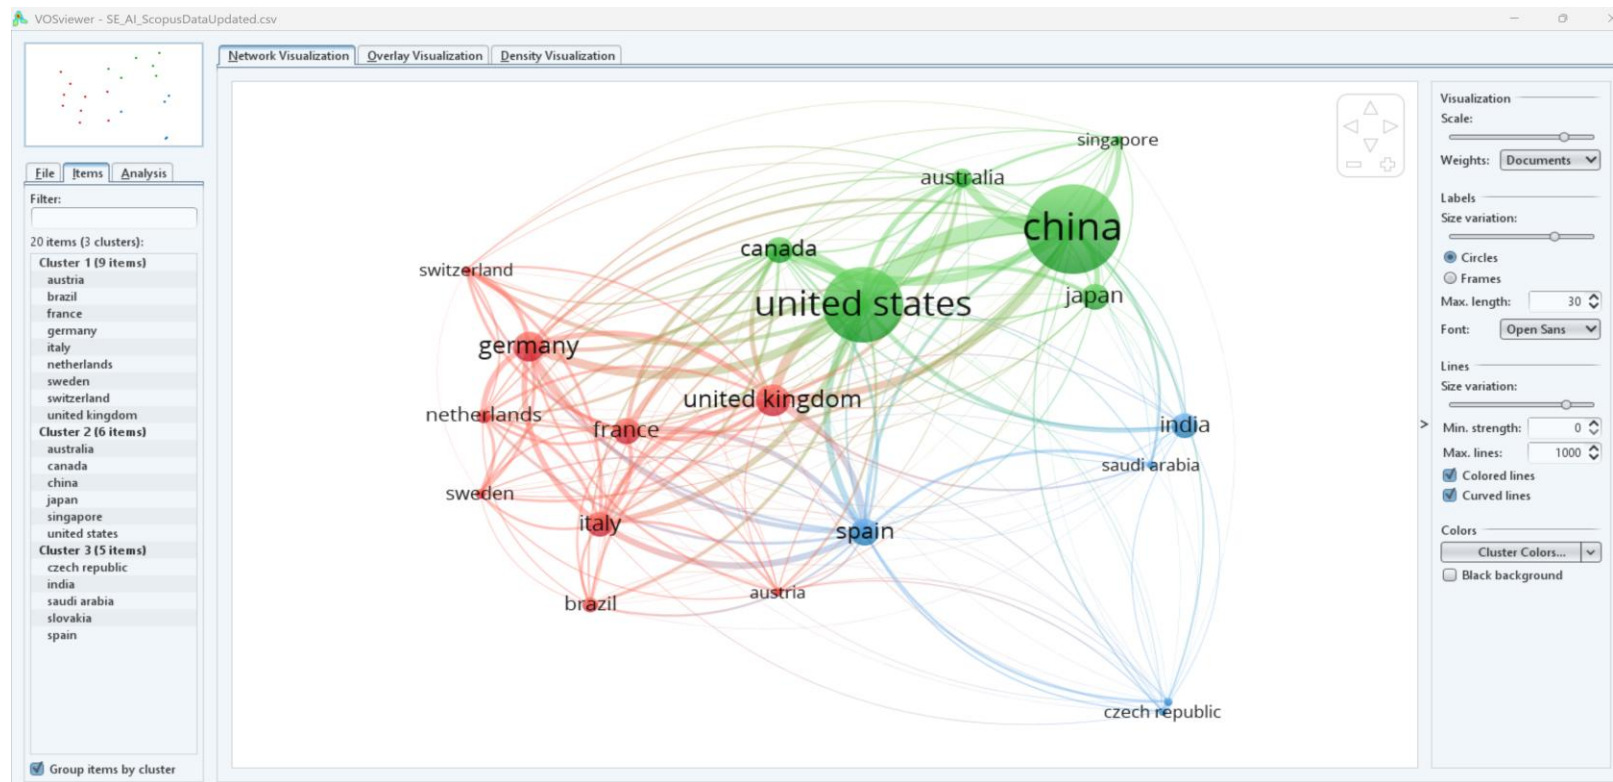 VOSviewer - SE_AI_ScopusDataUpdated.csv
File Items Analysis
Filter:
20 items (3 clusters):
Cluster 1 (9 items)
austria
brazil
france
germany
italy
netherlands
sweden
switzerland
united kingdom
Cluster 2 (6 items)
australia
canada
china
japan
singapore
united states
Cluster 3 (5 items)
czech republic
india
saudi arabia
slovakia
spain
Group items by cluster
Network Visualization Overlay Visualization Density Visualization
singapore
australia
china
canada
switzerland
united states
japan
germany
united kingdom
netherlands
france
india
saudi arabia
sweden
italy
spain
austria
brazil
czech republic
>
Visualization
Scale:
Weights: Documents
Labels
Size variation:
Circles
Frames
Max. length: 30
Font: Open Sans
Lines
Size variation:
Min. strength: 0
Max. lines: 1000
Colored lines
Curved lines
Colors
Cluster Colors...
Black background